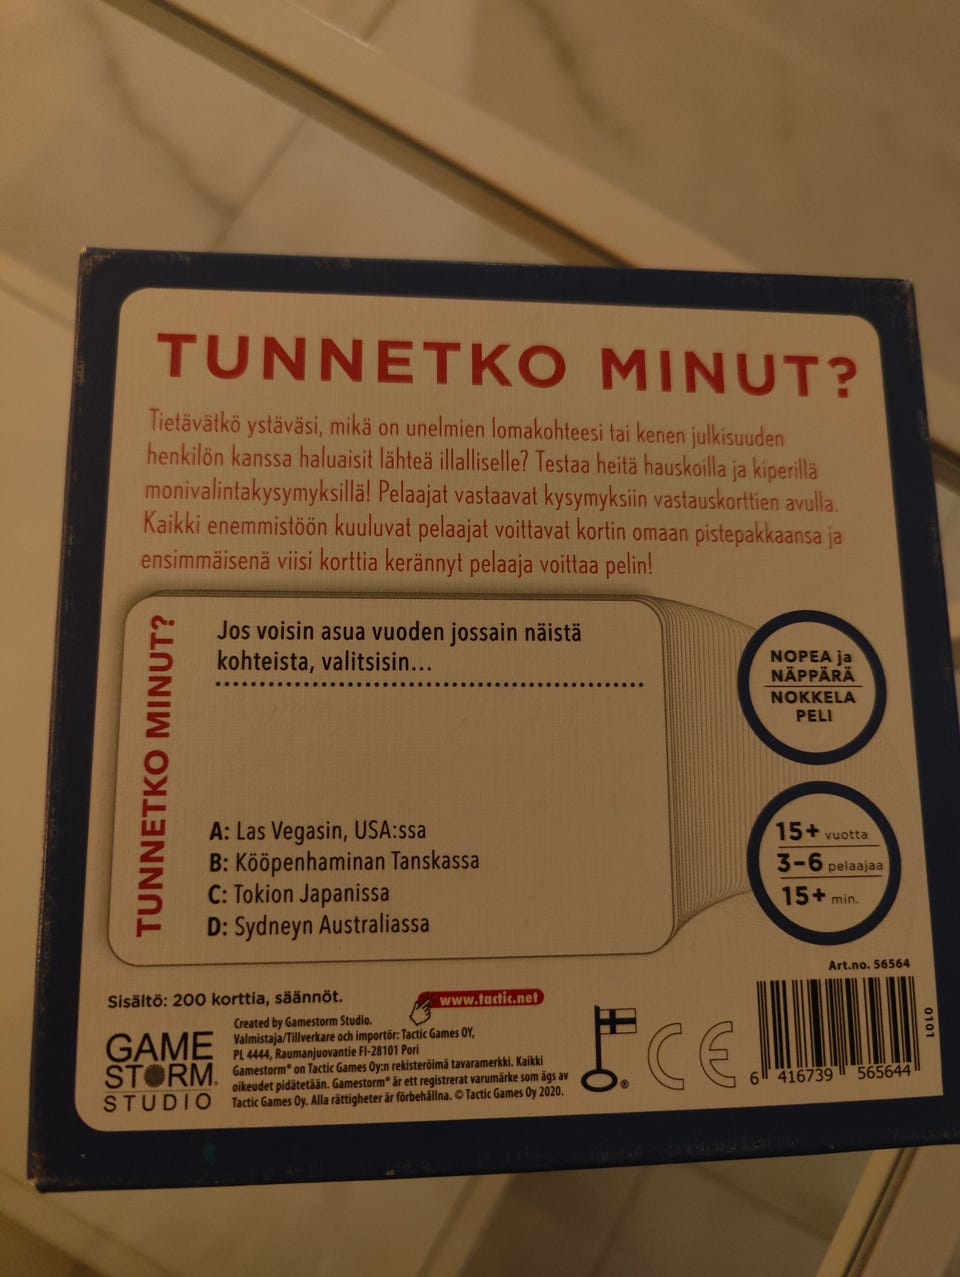 TUNNETKO MINUT?
Tietävätkö ystäväsi, mikä on unelmien lomakohteesi tai kenen julkisuuden
henkilön kanssa haluaisit lähteä illalliselle? Testaa heitä hauskoilla ja kiperillä
monivalintakysymyksillä! Pelaajat vastaavat kysymyksiin vastauskorttien avulla.
Kaikki enemmistöön kuuluvat pelaajat voittavat kortin omaan pistepakkaansa ja
ensimmäisenä viisi korttia kerännyt pelaaja voittaa pelin!
TUNNETKO MINUT?
Jos voisin asua vuoden jossain näistä
kohteista, valitsisin...
A: Las Vegasin, USA:ssa
B: Kööpenhaminan Tanskassa
C: Tokion Japanissa
D: Sydneyn Australiassa
NOPEA ja
NÄPPÄRÄ
NOKKELA
PELI
15+ vuotta
3-6 pelaajaa
15+ min.
Art.no. 56564
Sisältö: 200 korttia, säännöt.
www.tactic.net
GAME
STORM
STUDIO
Created by Gamestorm Studio.
Valmistaja/Tillverkare och importör: Tactic Games OY,
PL 4444, Raumanjuovantie FI-28101 Pori
Gamestorm® on Tactic Games Oy:n rekisteröimä tavaramerkki. Kaikki
oikeudet pidätetään. Gamestorm® är ett registrerat varumärke som ägs av
Tactic Games Oy. Alla rättigheter är förbehållna. © Tactic Games Oy 2020.
®
CE
0101
6 416739 565644